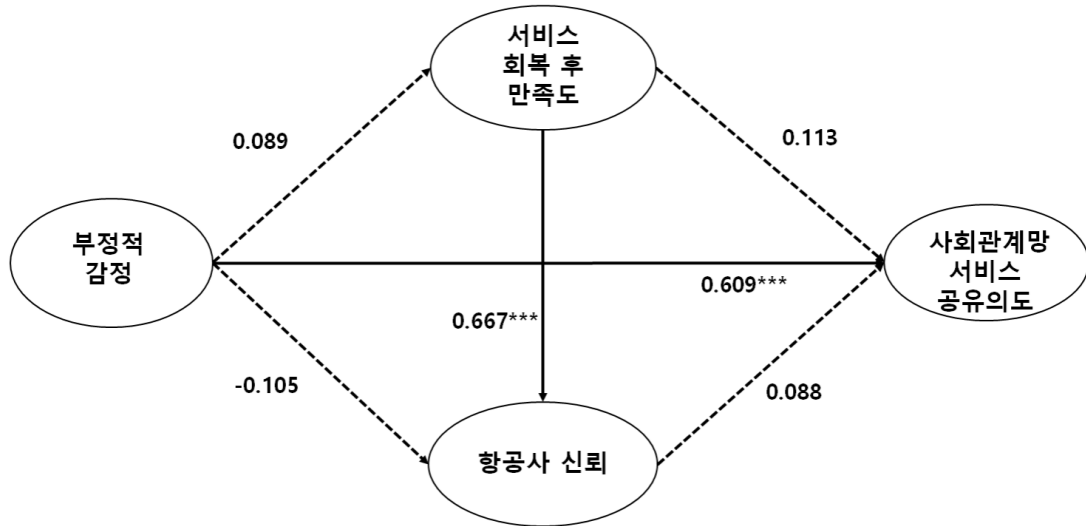 서비스
회복 후
만족도
0.089
0.113
부정적
감정
사회관계망
서비스
공유의도
0.609***
0.667***
-0.105
0.088
항공사 신뢰